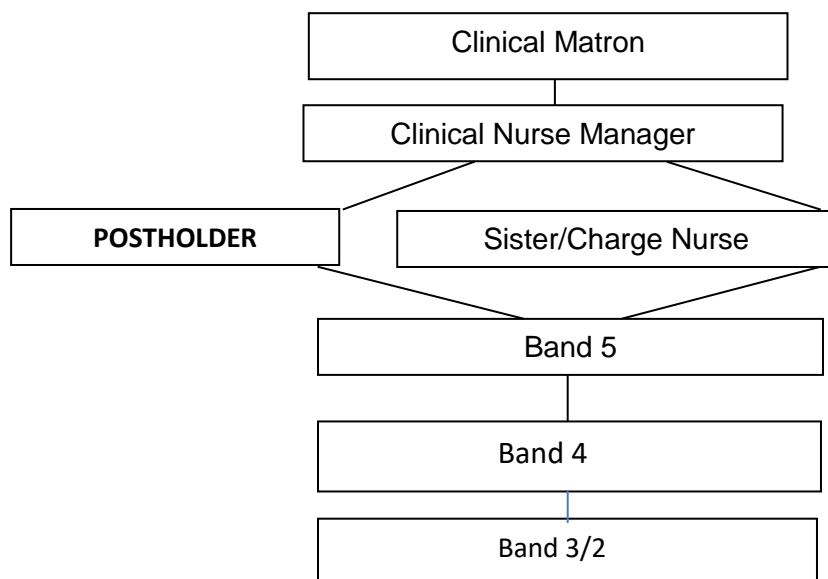 Clinical Matron
Clinical Nurse Manager
POSTHOLDER
Sister/Charge Nurse
Band 5
Band 4
Band 3/2